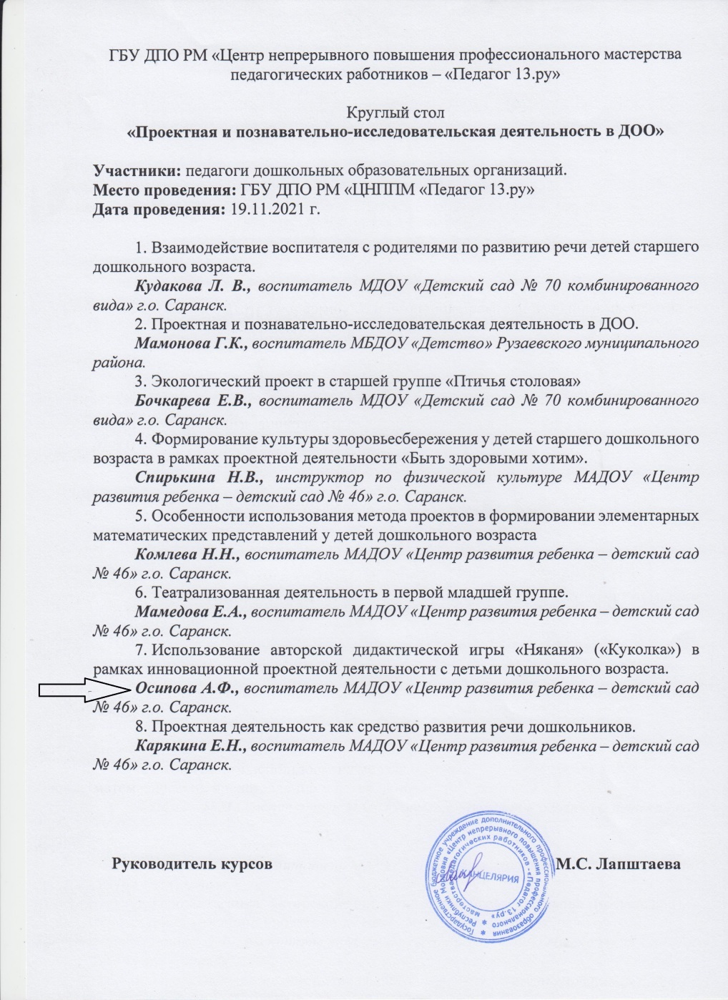 ГБУ ДПО РМ «Центр непрерывного повышения профессионального мастерства
педагогических работников – «Педагог 13.ру»
Круглый стол
«Проектная и познавательно-исследовательская деятельность в ДОО»
Участники: педагоги дошкольных образовательных организаций.
Место проведения: ГБУ ДПО РМ «ЦНППМ «Педагог 13.ру»
Дата проведения: 19.11.2021 г.
1. Взаимодействие воспитателя с родителями по развитию речи детей старшего
дошкольного возраста.
Кудакова Л. В., воспитатель МДОУ «Детский сад № 70 комбинированного
вида» г.о. Саранск.
2. Проектная и познавательно-исследовательская деятельность в ДОО.
Мамонова Г.К., воспитатель МБДОУ «Детство» Рузаевского муниципального
района.
3. Экологический проект в старшей группе «Птичья столовая»
Бочкарева Е.В., воспитатель МДОУ «Детский сад № 70 комбинированного
вида» г.о. Саранск.
4. Формирование культуры здоровьесбережения у детей старшего дошкольного
возраста в рамках проектной деятельности «Быть здоровыми хотим».
Спирькина Н.В., инструктор по физической культуре МАДОУ «Центр
развития ребенка – детский сад № 46» г.о. Саранск.
5. Особенности использования метода проектов в формировании элементарных
математических представлений у детей дошкольного возраста
Комлева Н.Н., воспитатель МАДОУ «Центр развития ребенка – детский сад
№ 46» г.о. Саранск.
6. Театрализованная деятельность в первой младшей группе.
Мамедова Е.А., воспитатель МАДОУ «Центр развития ребенка – детский сад
№ 46» г.о. Саранск.
7. Использование авторской дидактической игры «Няканя» («Куколка») в
рамках инновационной проектной деятельности с детьми дошкольного возраста.
Осипова А.Ф., воспитатель МАДОУ «Центр развития ребенка – детский сад
№ 46» г.о. Саранск.
8. Проектная деятельность как средство развития речи дошкольников.
Карякина Е.Н., воспитатель МАДОУ «Центр развития ребенка – детский сад
№ 46» г.о. Саранск.
Руководитель курсов М.С. Лапштаева
Государственное бюджетное учреждение дополнительного профессионального образования
Республики Мордовия «Центр непрерывного повышения профессионального
мастерства педагогических работников - «Педагог 13.ру»
КАНЦЕЛЯРИЯ